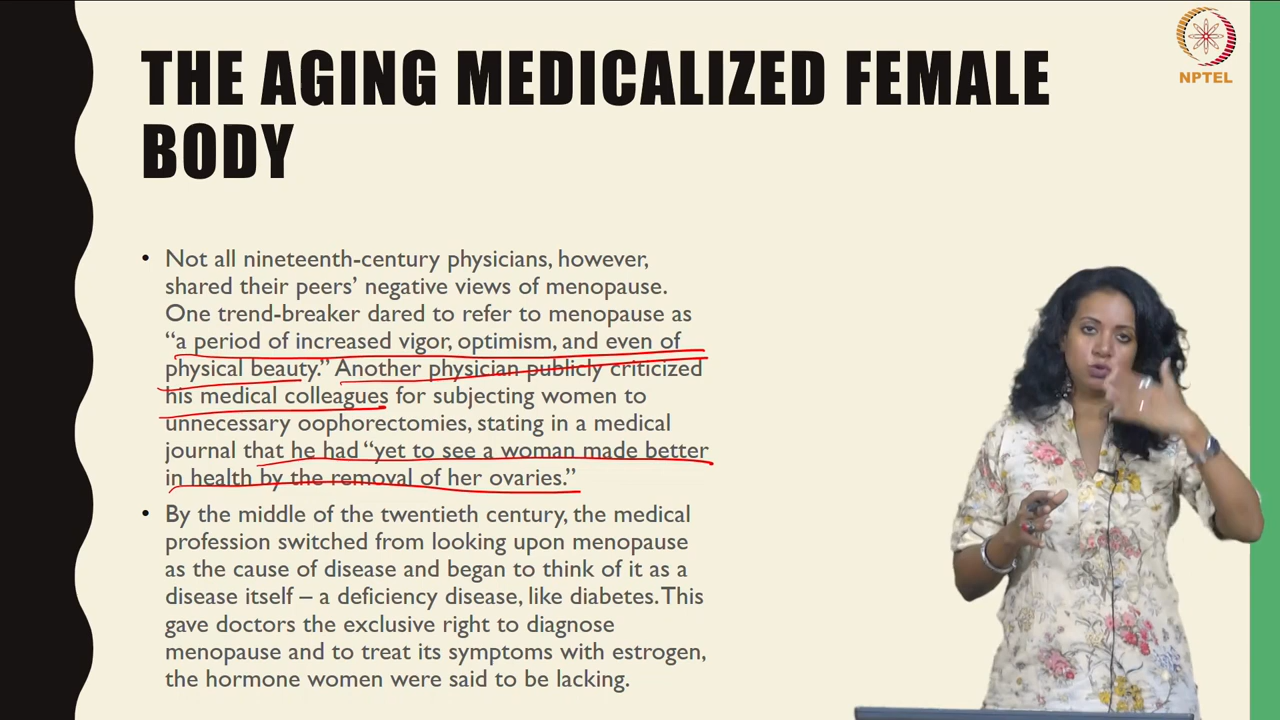 THE AGING MEDICALIZED FEMALE
BODY
NPTEL
• Not all nineteenth-century physicians, however,
shared their peers’ negative views of menopause.
One trend-breaker dared to refer to menopause as
“a period of increased vigor, optimism, and even of
physical beauty.” Another physician publicly criticized
his medical colleagues for subjecting women to
unnecessary oophorectomies, stating in a medical
journal that he had “yet to see a woman made better
in health by the removal of her ovaries.”
• By the middle of the twentieth century, the medical
profession switched from looking upon menopause
as the cause of disease and began to think of it as a
disease itself – a deficiency disease, like diabetes. This
gave doctors the exclusive right to diagnose
menopause and to treat its symptoms with estrogen,
the hormone women were said to be lacking.